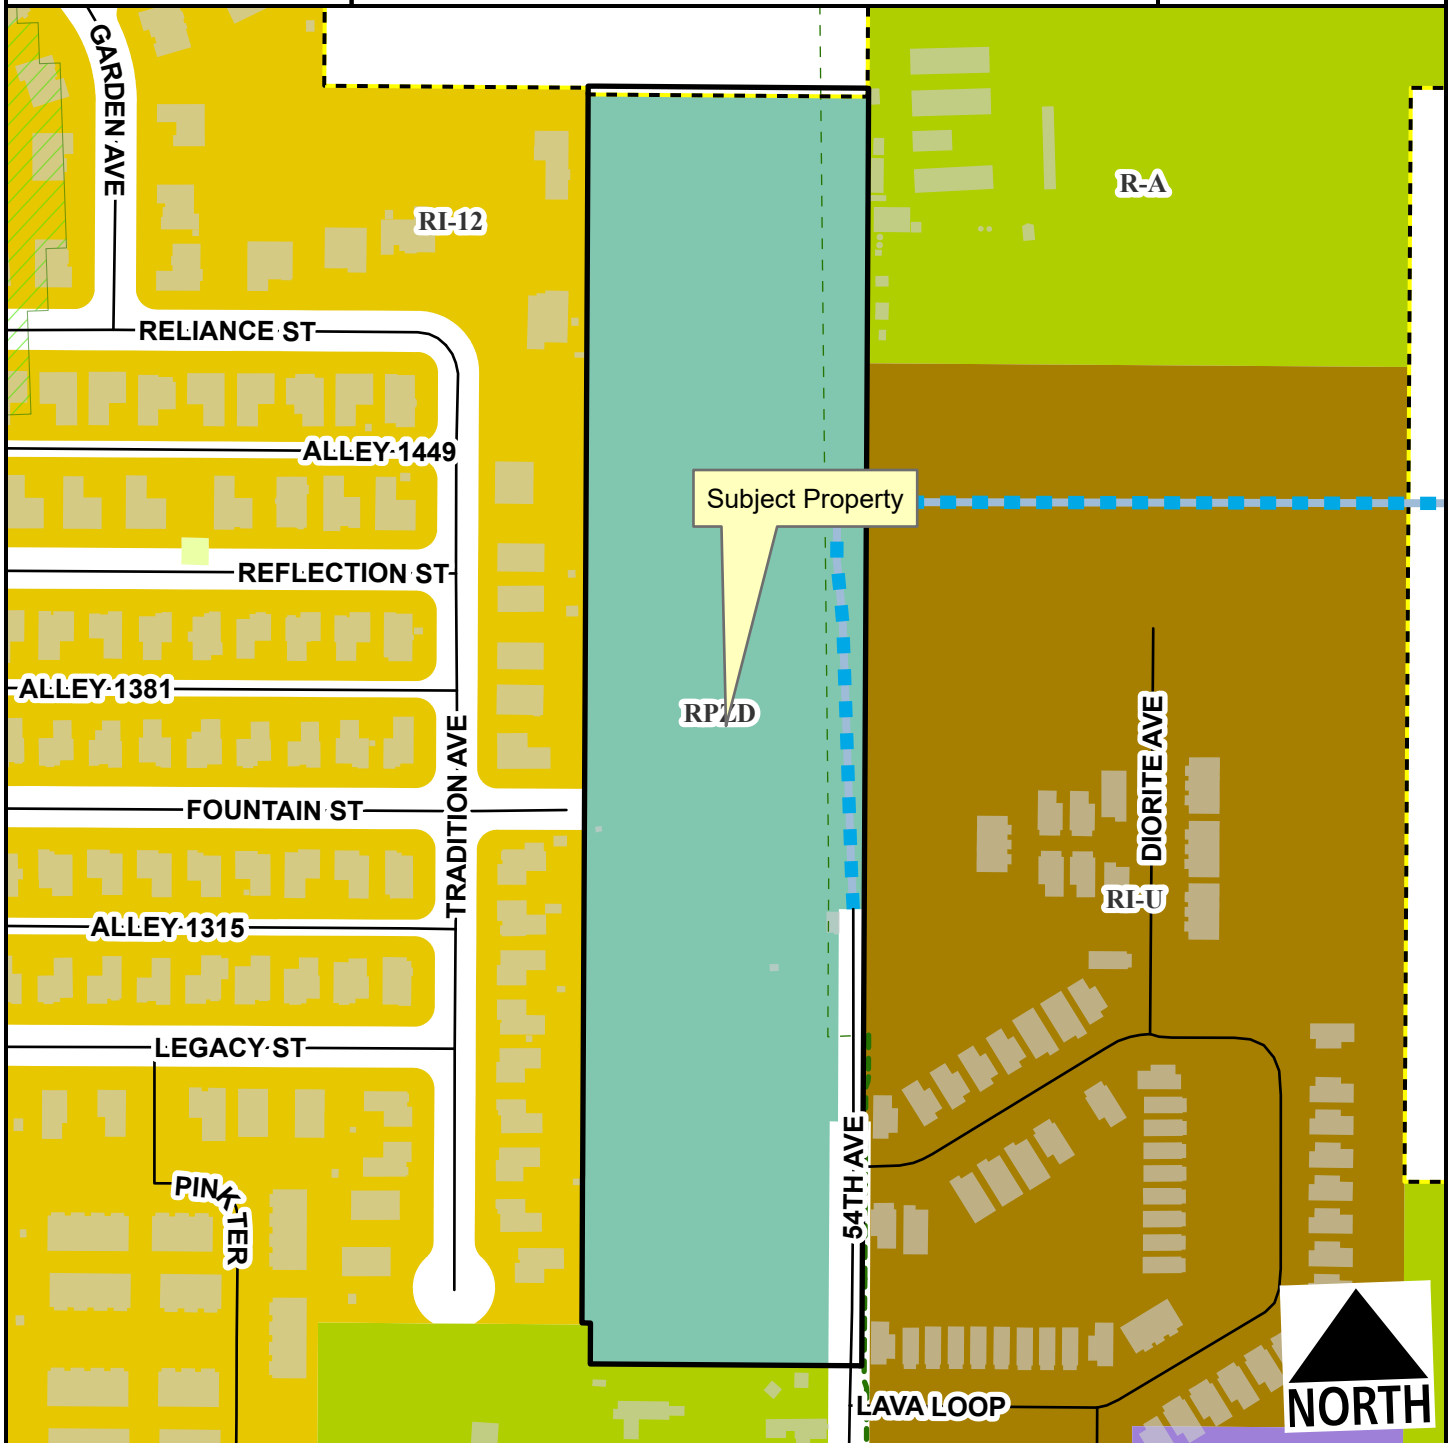 GARDEN AVE
R-A
RI-12
RELIANCE ST
ALLEY 1449
Subject Property
REFLECTION ST
ALLEY 1381
RPZD
TRADITION AVE
DIORITE AVE
FOUNTAIN ST
RI-U
ALLEY 1315
LEGACY ST
54TH AVE
PINK TER
LAVA LOOP
NORTH